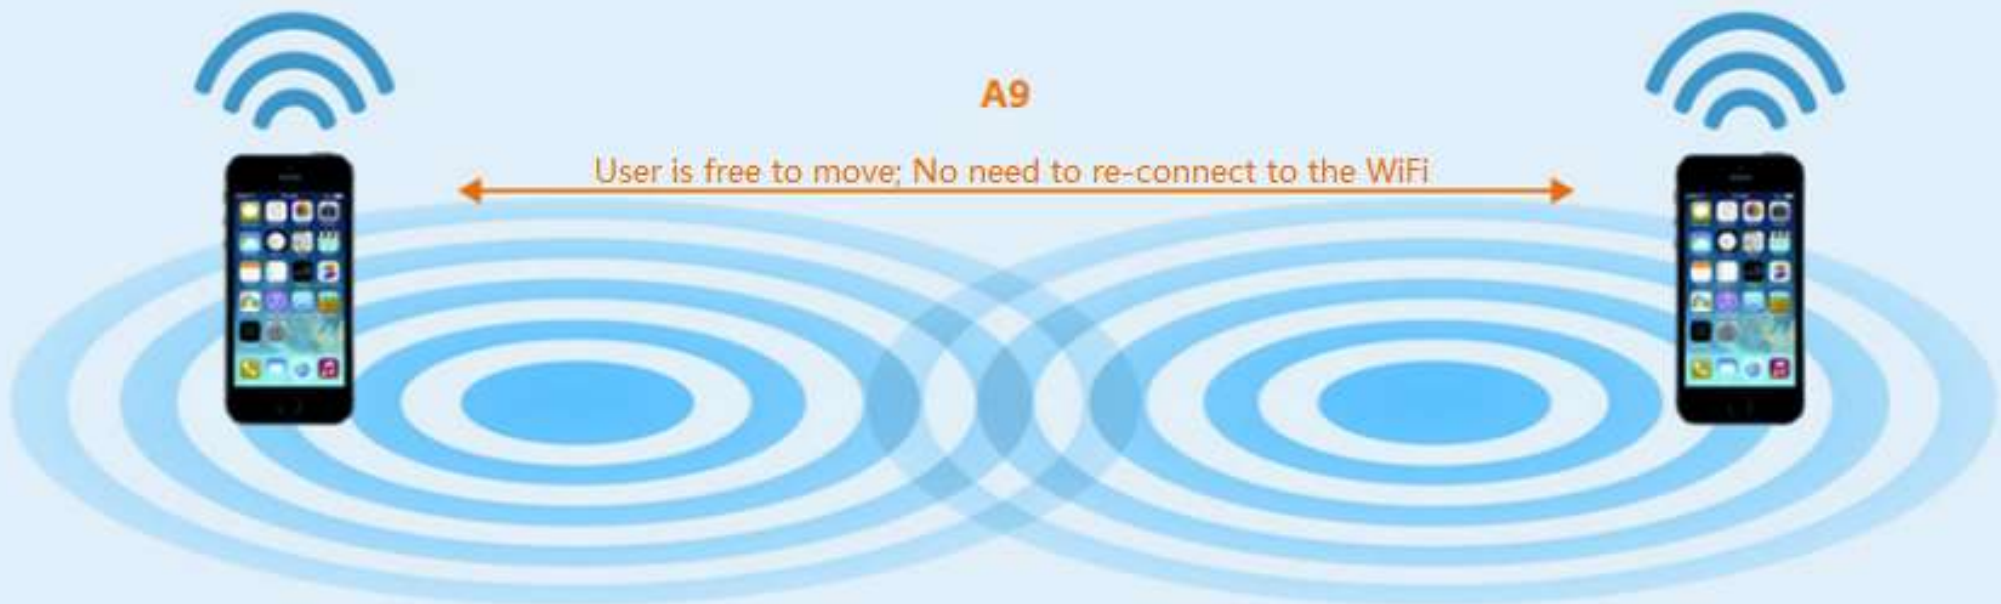 A9
User is free to move; No need to re-connect to the WiFi